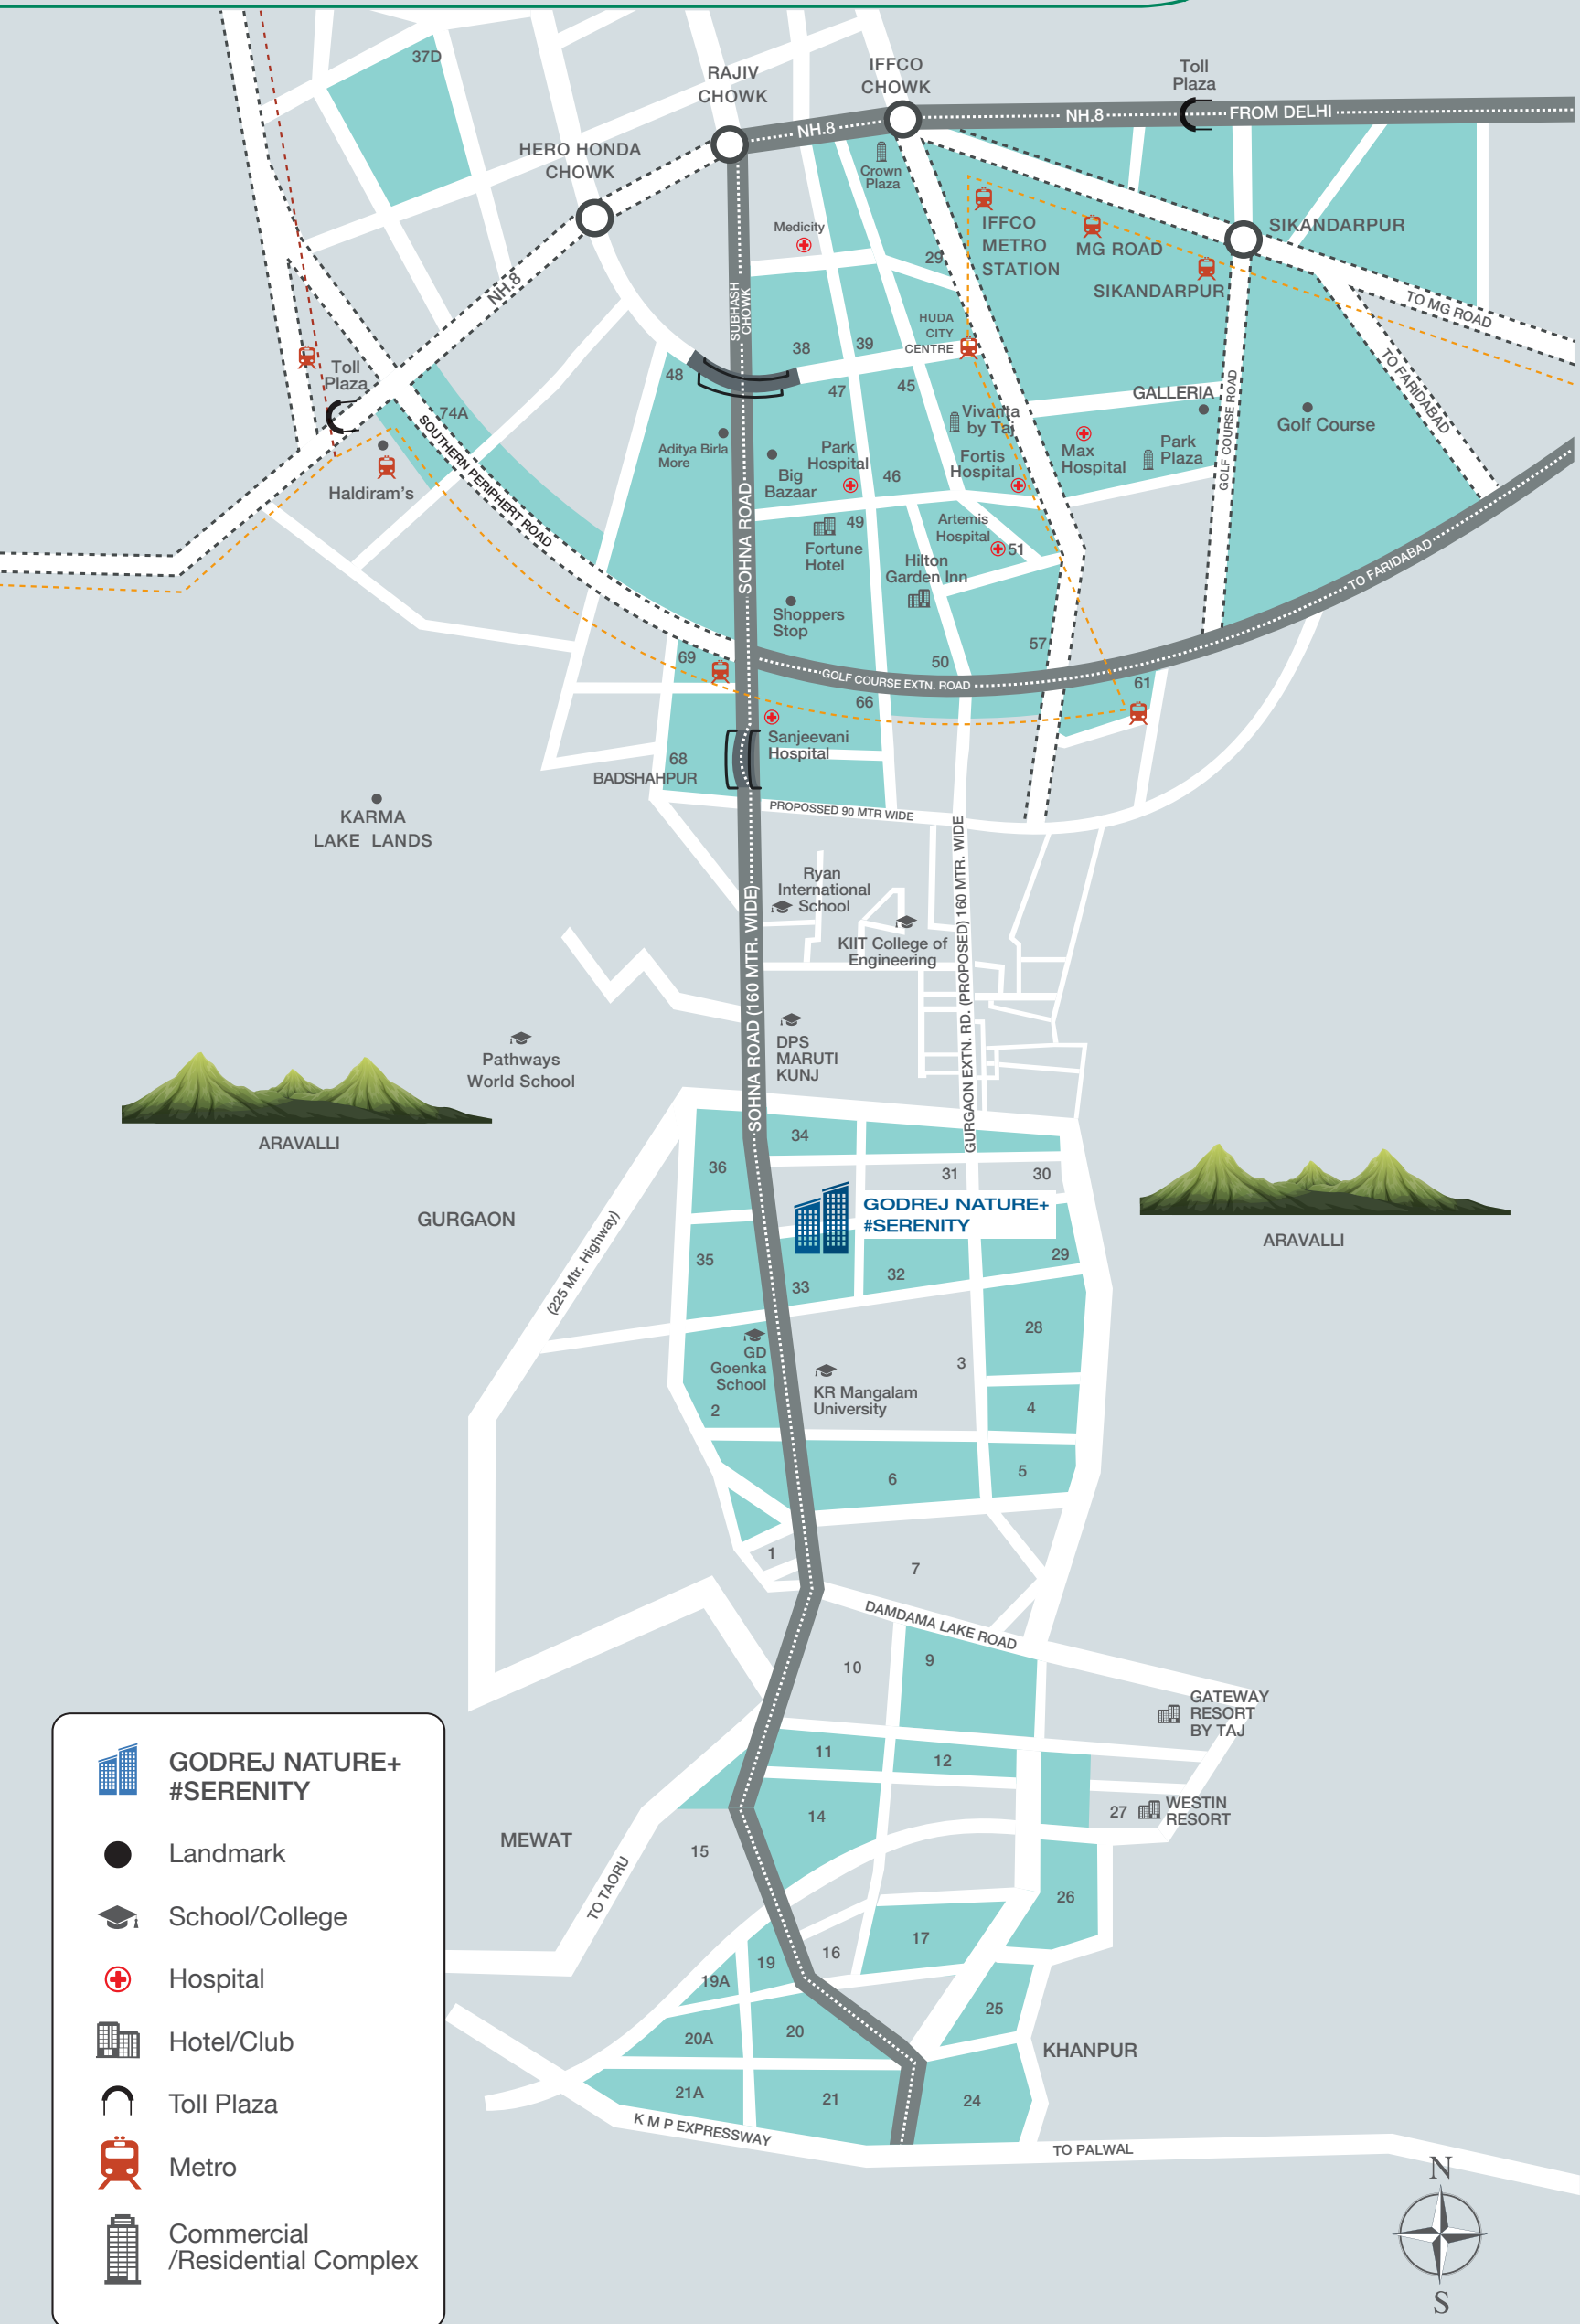 37D
RAJIV
CHOWK
IFFCO
CHOWK
Toll
Plaza
NH.8
NH.8
FROM DELHI
HERO HONDA
CHOWK
Crown
Plaza
Medicity
IFFCO
METRO
STATION
MG ROAD
SIKANDARPUR
SIKANDARPUR
29
NH.8
SUBHASH
CHOWK
HUDA
CITY
CENTRE
TO MG ROAD
TO FARIDABAD
38
39
48
47
45
Toll
Plaza
74A
SOUTHERN PERIPHERT ROAD
Haldiram's
Aditya Birla
More
Big
Bazaar
Park
Hospital
46
Vivanta
by Taj
Fortis
Hospital
Max
Hospital
GALLERIA
Park
Plaza
GOLF COURSE ROAD
Golf Course
SOHNA ROAD
49
Fortune
Hotel
Artemis
Hospital
51
Hilton
Garden Inn
TO FARIDABAD
Shoppers
Stop
57
50
69
GOLF COURSE EXTN. ROAD
61
66
Sanjeevani
Hospital
68
BADSHAHPUR
PROPOSSED 90 MTR WIDE
KARMA
LAKE LANDS
Ryan
International
School
KIIT College of
Engineering
SOHNA ROAD (160 MTR. WIDE)
GURGAON EXTN. RD. (PROPOSED) 160 MTR. WIDE
DPS
MARUTI
KUNJ
Pathways
World School
ARAVALLI
34
36
31
30
GODREJ NATURE+
#SERENITY
GURGAON
ARAVALLI
(225 Mtr. Highway)
35
33
32
29
28
GD
Goenka
School
3
KR Mangalam
University
2
4
6
5
1
7
DAMDAMA LAKE ROAD
10
9
GATEWAY
RESORT
BY TAJ
11
12
14
27
WESTIN
RESORT
MEWAT
15
TO TAORU
26
17
16
19
19A
25
20A
20
KHANPUR
21A
21
24
K M P EXPRESSWAY
TO PALWAL
GODREJ NATURE+
#SERENITY
Landmark
School/College
Hospital
Hotel/Club
Toll Plaza
Metro
Commercial
/Residential Complex
N
S